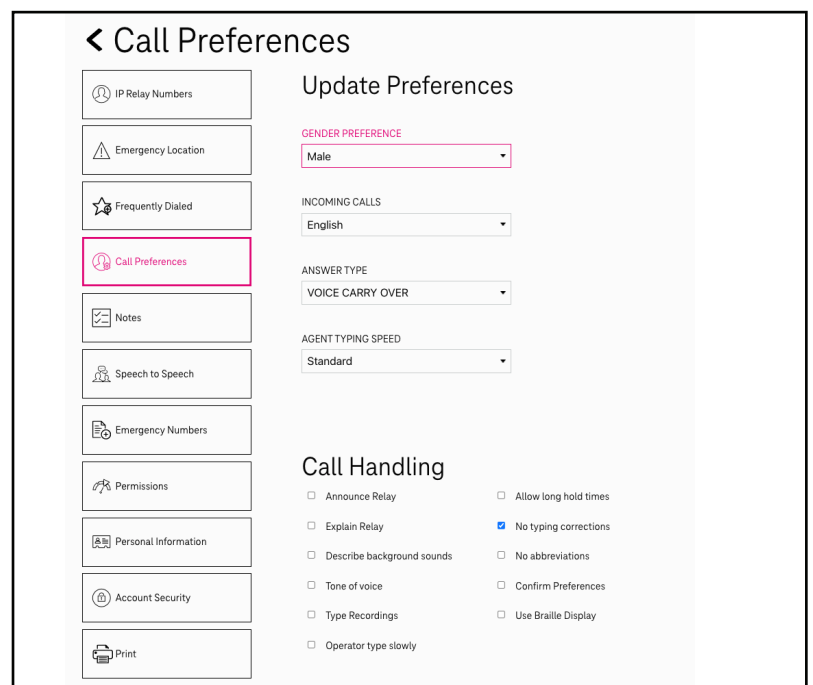 Call Preferences
IP Relay Numbers
Emergency Location
Frequently Dialed
Call Preferences
Notes
Speech to Speech
Emergency Numbers
Permissions
Personal Information
Account Security
Print
Update Preferences
GENDER PREFERENCE
Male
INCOMING CALLS
English
ANSWER TYPE
VOICE CARRY OVER
AGENT TYPING SPEED
Standard
Call Handling
Announce Relay
Explain Relay
Describe background sounds
Tone of voice
Type Recordings
Operator type slowly
Allow long hold times
No typing corrections
No abbreviations
Confirm Preferences
Use Braille Display